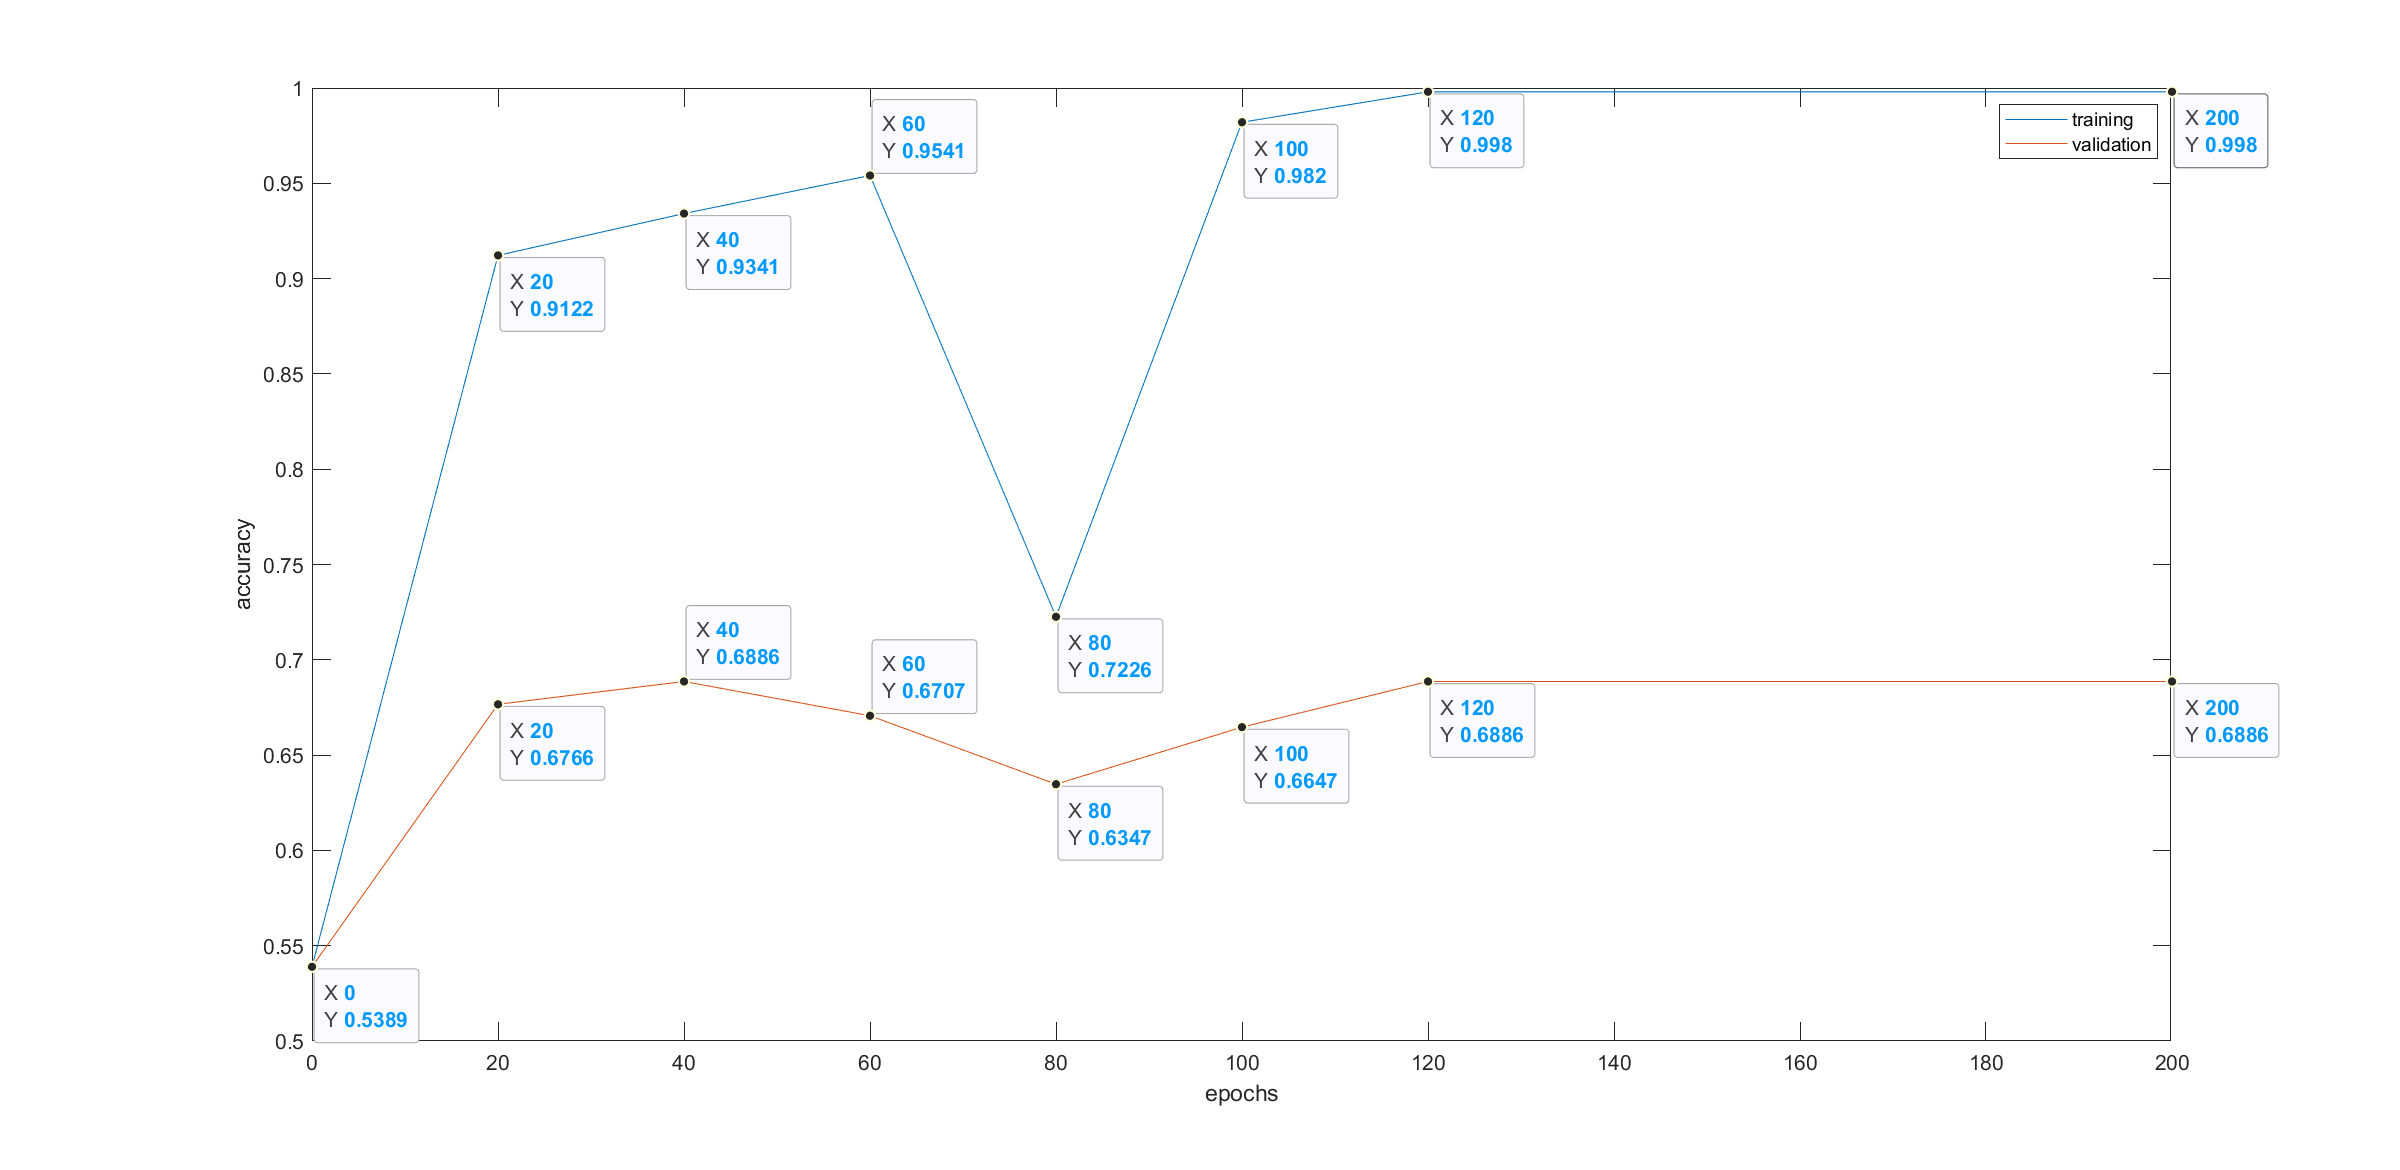 1
0.95
0.9
0.85
0.8
0.75
0.7
0.65
0.6
0.55
0.5
accuracy
0
20
40
60
80
100
120
140
160
180
200
epochs
training
validation
X 0
Y 0.5389
X 20
Y 0.9122
X 40
Y 0.9341
X 60
Y 0.9541
X 80
Y 0.7226
X 100
Y 0.982
X 120
Y 0.998
X 200
Y 0.998
X 20
Y 0.6766
X 40
Y 0.6886
X 60
Y 0.6707
X 80
Y 0.6347
X 100
Y 0.6647
X 120
Y 0.6886
X 200
Y 0.6886